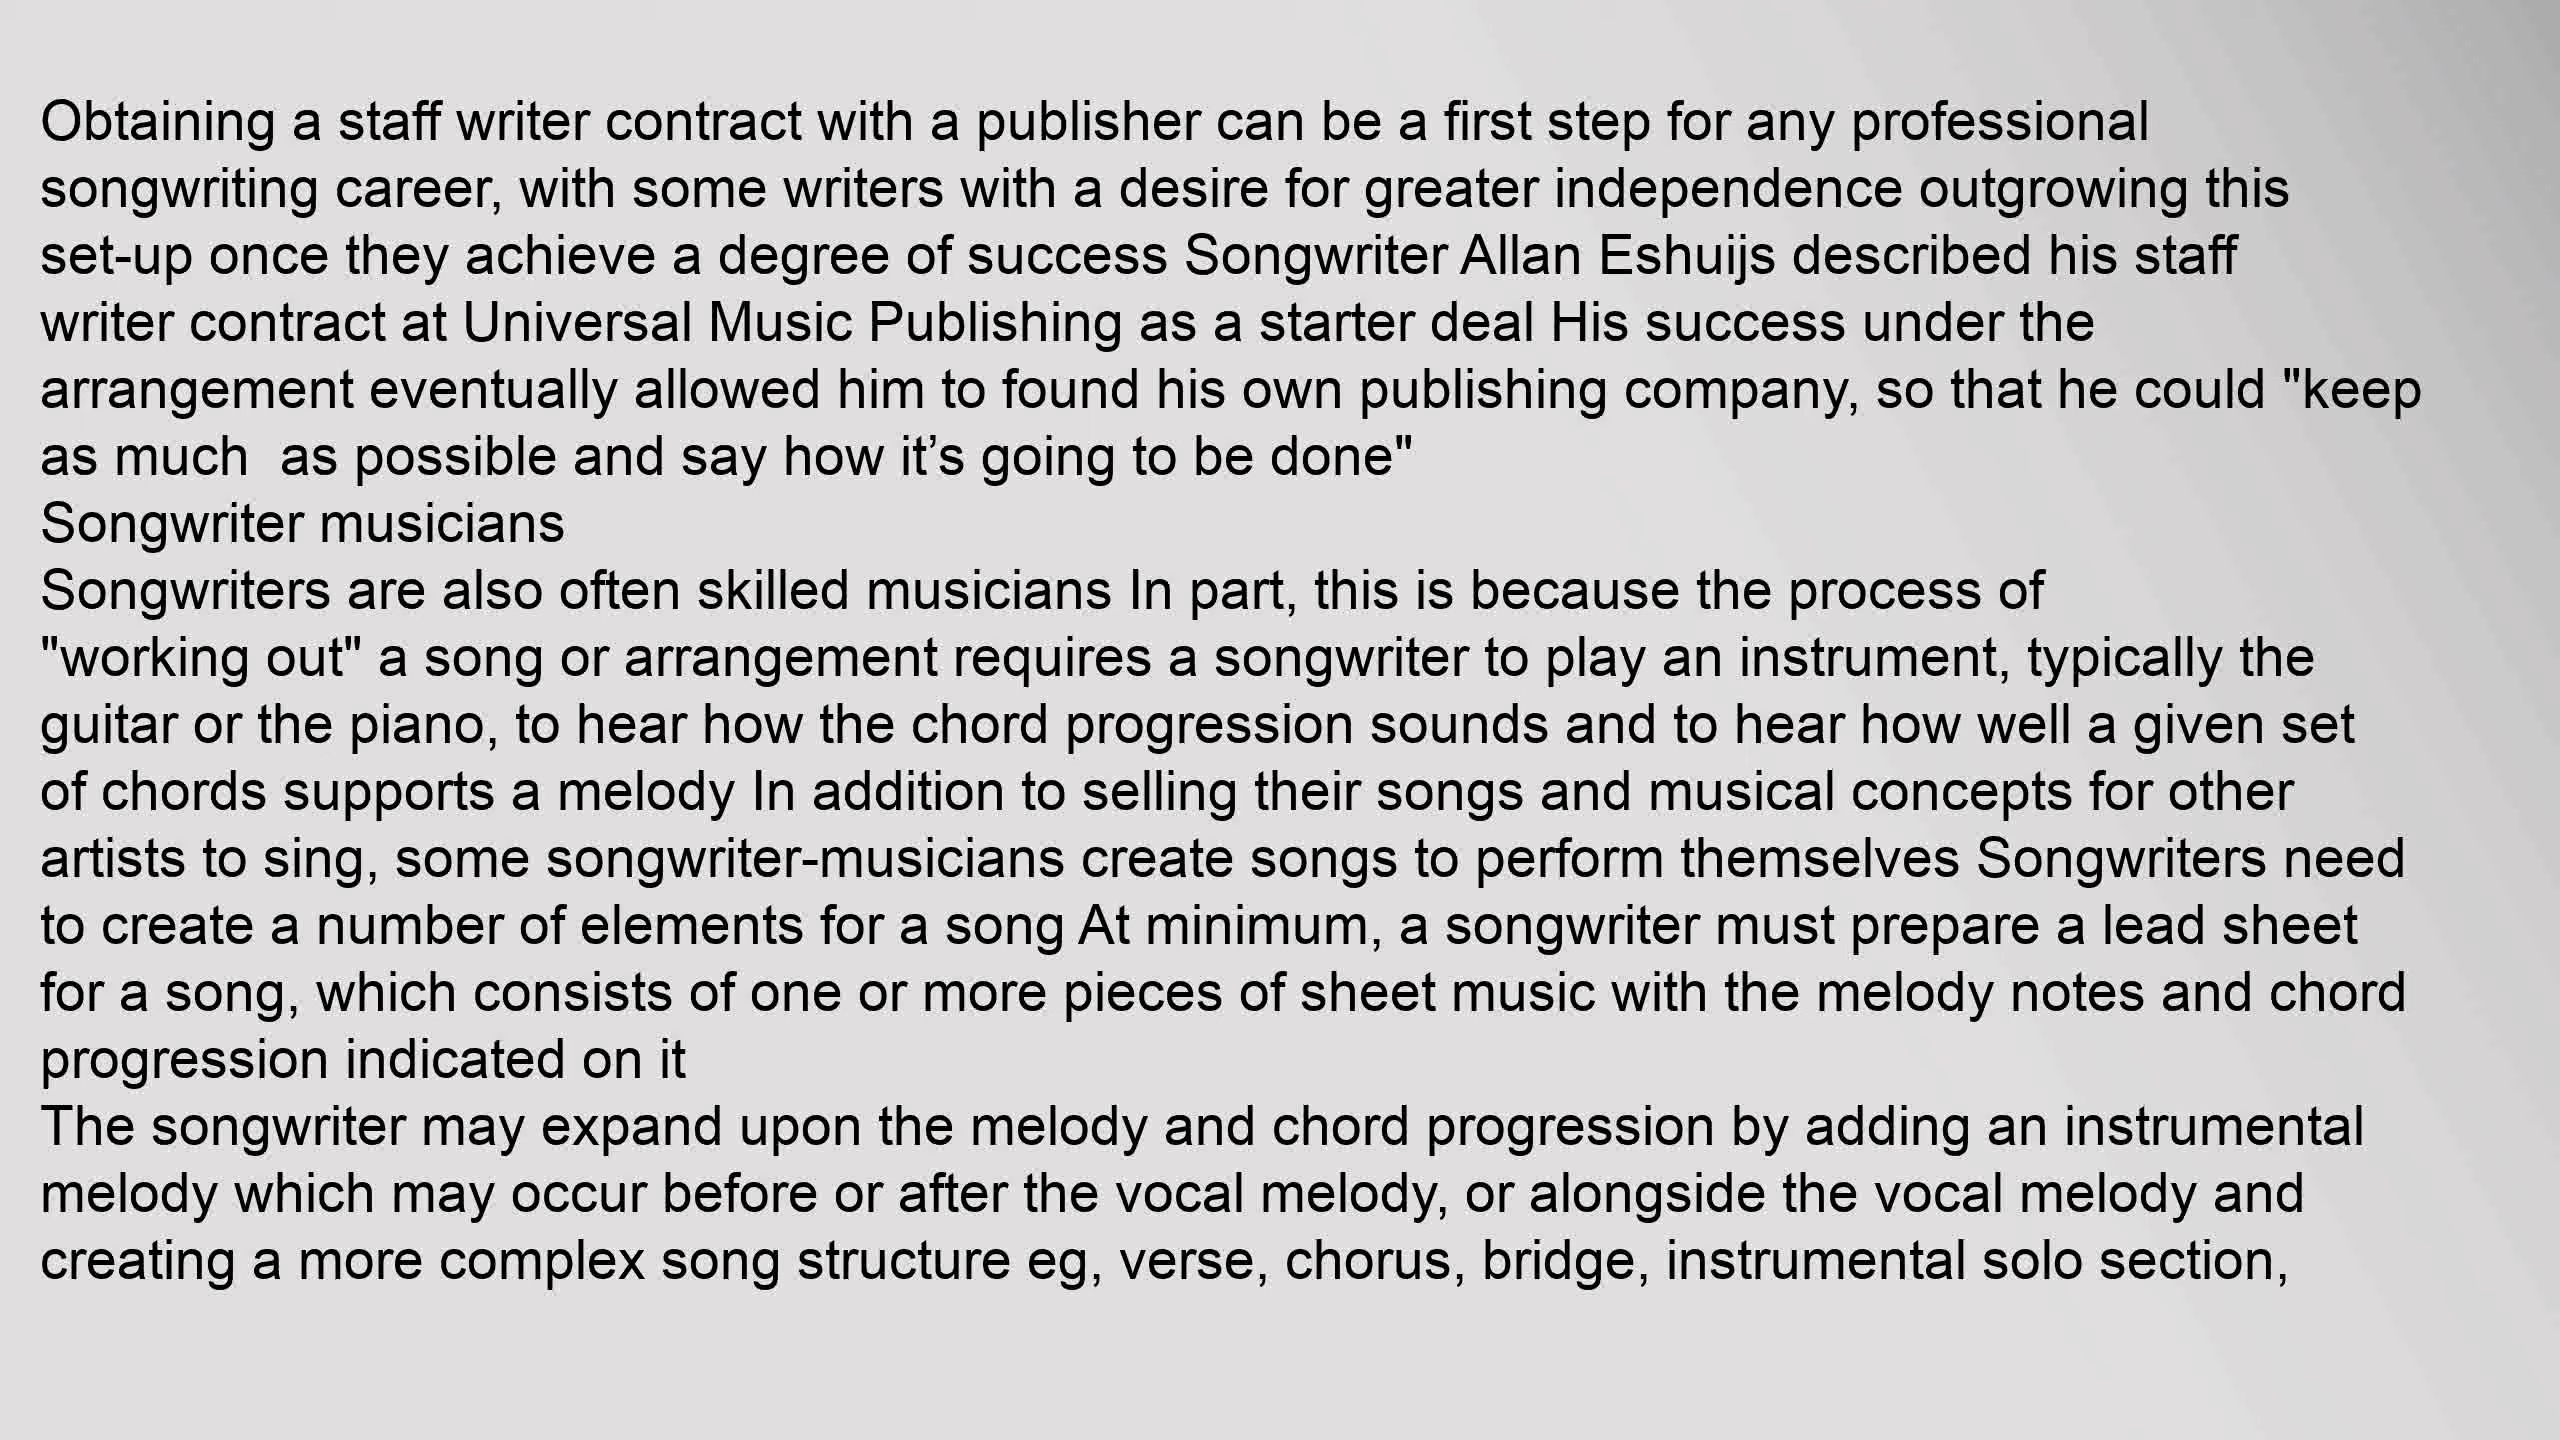 Obtaining a staff writer contract with a publisher can be a first step for any professional
songwriting career, with some writers with a desire for greater independence outgrowing this
set-up once they achieve a degree of success Songwriter Allan Eshuijs described his staff
writer contract at Universal Music Publishing as a starter deal His success under the
arrangement eventually allowed him to found his own publishing company, so that he could "keep
as much  as possible and say how it’s going to be done"
Songwriter musicians
Songwriters are also often skilled musicians In part, this is because the process of
"working out" a song or arrangement requires a songwriter to play an instrument, typically the
guitar or the piano, to hear how the chord progression sounds and to hear how well a given set
of chords supports a melody In addition to selling their songs and musical concepts for other
artists to sing, some songwriter-musicians create songs to perform themselves Songwriters need
to create a number of elements for a song At minimum, a songwriter must prepare a lead sheet
for a song, which consists of one or more pieces of sheet music with the melody notes and chord
progression indicated on it
The songwriter may expand upon the melody and chord progression by adding an instrumental
melody which may occur before or after the vocal melody, or alongside the vocal melody and
creating a more complex song structure eg, verse, chorus, bridge, instrumental solo section,